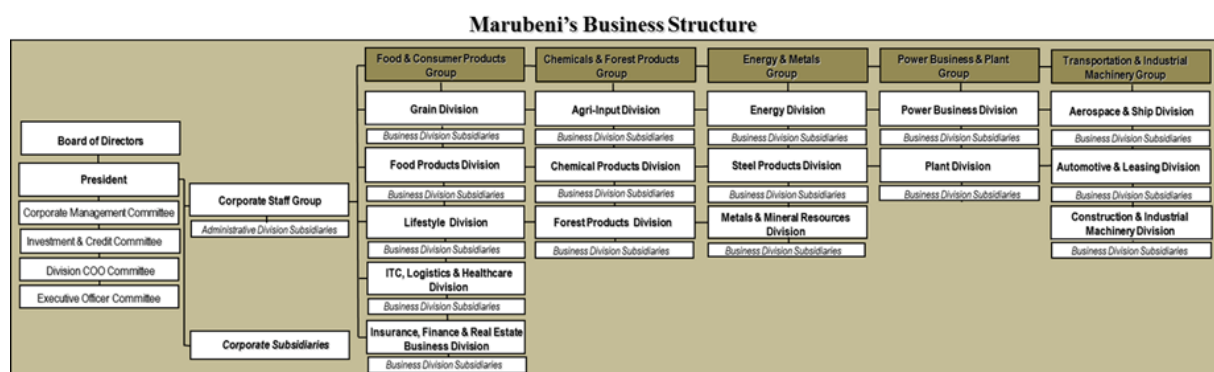 Marubeni's Business Structure
Board of Directors
President
Corporate Management Committee
Investment & Credit Committee
Division COO Committee
Executive Officer Committee
Corporate Staff Group
Administrative Division Subsidiaries
Corporate Subsidiaries
Food & Consumer Products
Group
Grain Division
Business Division Subsidiaries
Food Products Division
Business Division Subsidiaries
Lifestyle Division
Business Division Subsidiaries
ITC, Logistics & Healthcare
Division
Business Division Subsidiaries
Insurance, Finance & Real Estate
Business Division
Business Division Subsidiaries
Chemicals & Forest Products
Group
Agri-Input Division
Business Division Subsidiaries
Chemical Products Division
Business Division Subsidiaries
Forest Products Division
Business Division Subsidiaries
Energy & Metals
Group
Energy Division
Business Division Subsidiaries
Steel Products Division
Business Division Subsidiaries
Metals & Mineral Resources
Division
Business Division Subsidiaries
Power Business & Plant
Group
Power Business Division
Business Division Subsidiaries
Plant Division
Business Division Subsidiaries
Transportation & Industrial
Machinery Group
Aerospace & Ship Division
Business Division Subsidiaries
Automotive & Leasing Division
Business Division Subsidiaries
Construction & Industrial
Machinery Division
Business Division Subsidiaries